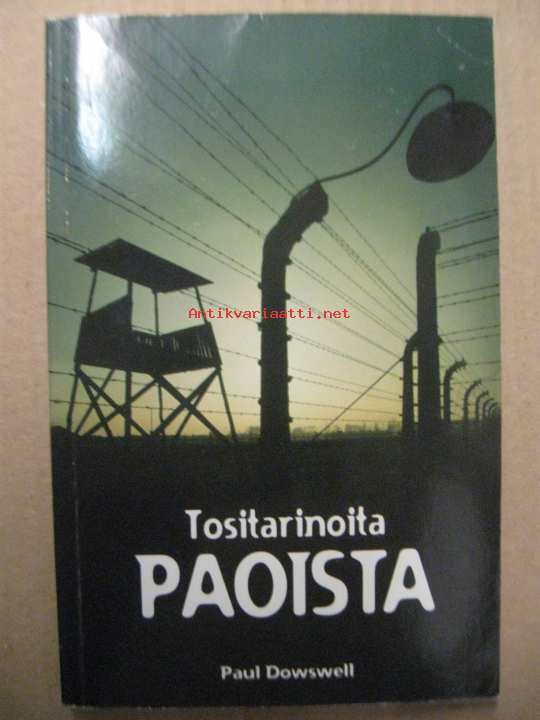 Antikvariaatti.net
Tositarinoita
PAOISTA
Paul Dowswell